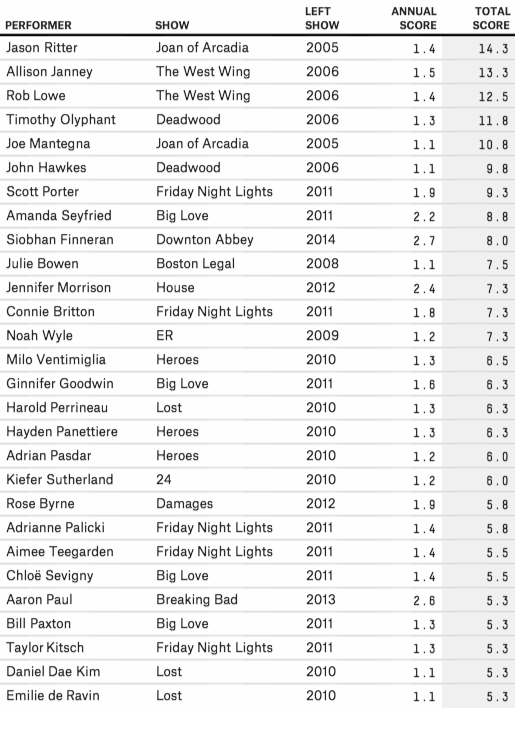 LEFT ANNUAL TOTAL
PERFORMER SHOW SHOW SCORE SCORE
Jason Ritter Joan of Arcadia 2005 1.4 14.3
Allison Janney The West Wing 2006 1.5 13.3
Rob Lowe The West Wing 2006 1.4 12.5
Timothy Olyphant Deadwood 2006 1.3 11.8
Joe Mantegna Joan of Arcadia 2005 1.1 10.8
John Hawkes Deadwood 2006 1.1 9.8
Scott Porter Friday Night Lights 2011 1.9 9.3
Amanda Seyfried Big Love 2011 2.2 8.8
Siobhan Finneran Downton Abbey 2014 2.7 8.0
Julie Bowen Boston Legal 2008 1.1 7.5
Jennifer Morrison House 2012 2.4 7.3
Connie Britton Friday Night Lights 2011 1.8 7.3
Noah Wyle ER 2009 1.2 7.3
Milo Ventimiglia Heroes 2010 1.3 6.5
Ginnifer Goodwin Big Love 2011 1.6 6.3
Harold Perrineau Lost 2010 1.3 6.3
Hayden Panettiere Heroes 2010 1.3 6.3
Adrian Pasdar Heroes 2010 1.2 6.0
Kiefer Sutherland 24 2010 1.2 6.0
Rose Byrne Damages 2012 1.9 5.8
Adrianne Palicki Friday Night Lights 2011 1.4 5.8
Aimee Teegarden Friday Night Lights 2011 1.4 5.5
Chloë Sevigny Big Love 2011 1.4 5.5
Aaron Paul Breaking Bad 2013 2.6 5.3
Bill Paxton Big Love 2011 1.3 5.3
Taylor Kitsch Friday Night Lights 2011 1.3 5.3
Daniel Dae Kim Lost 2010 1.1 5.3
Emilie de Ravin Lost 2010 1.1 5.3